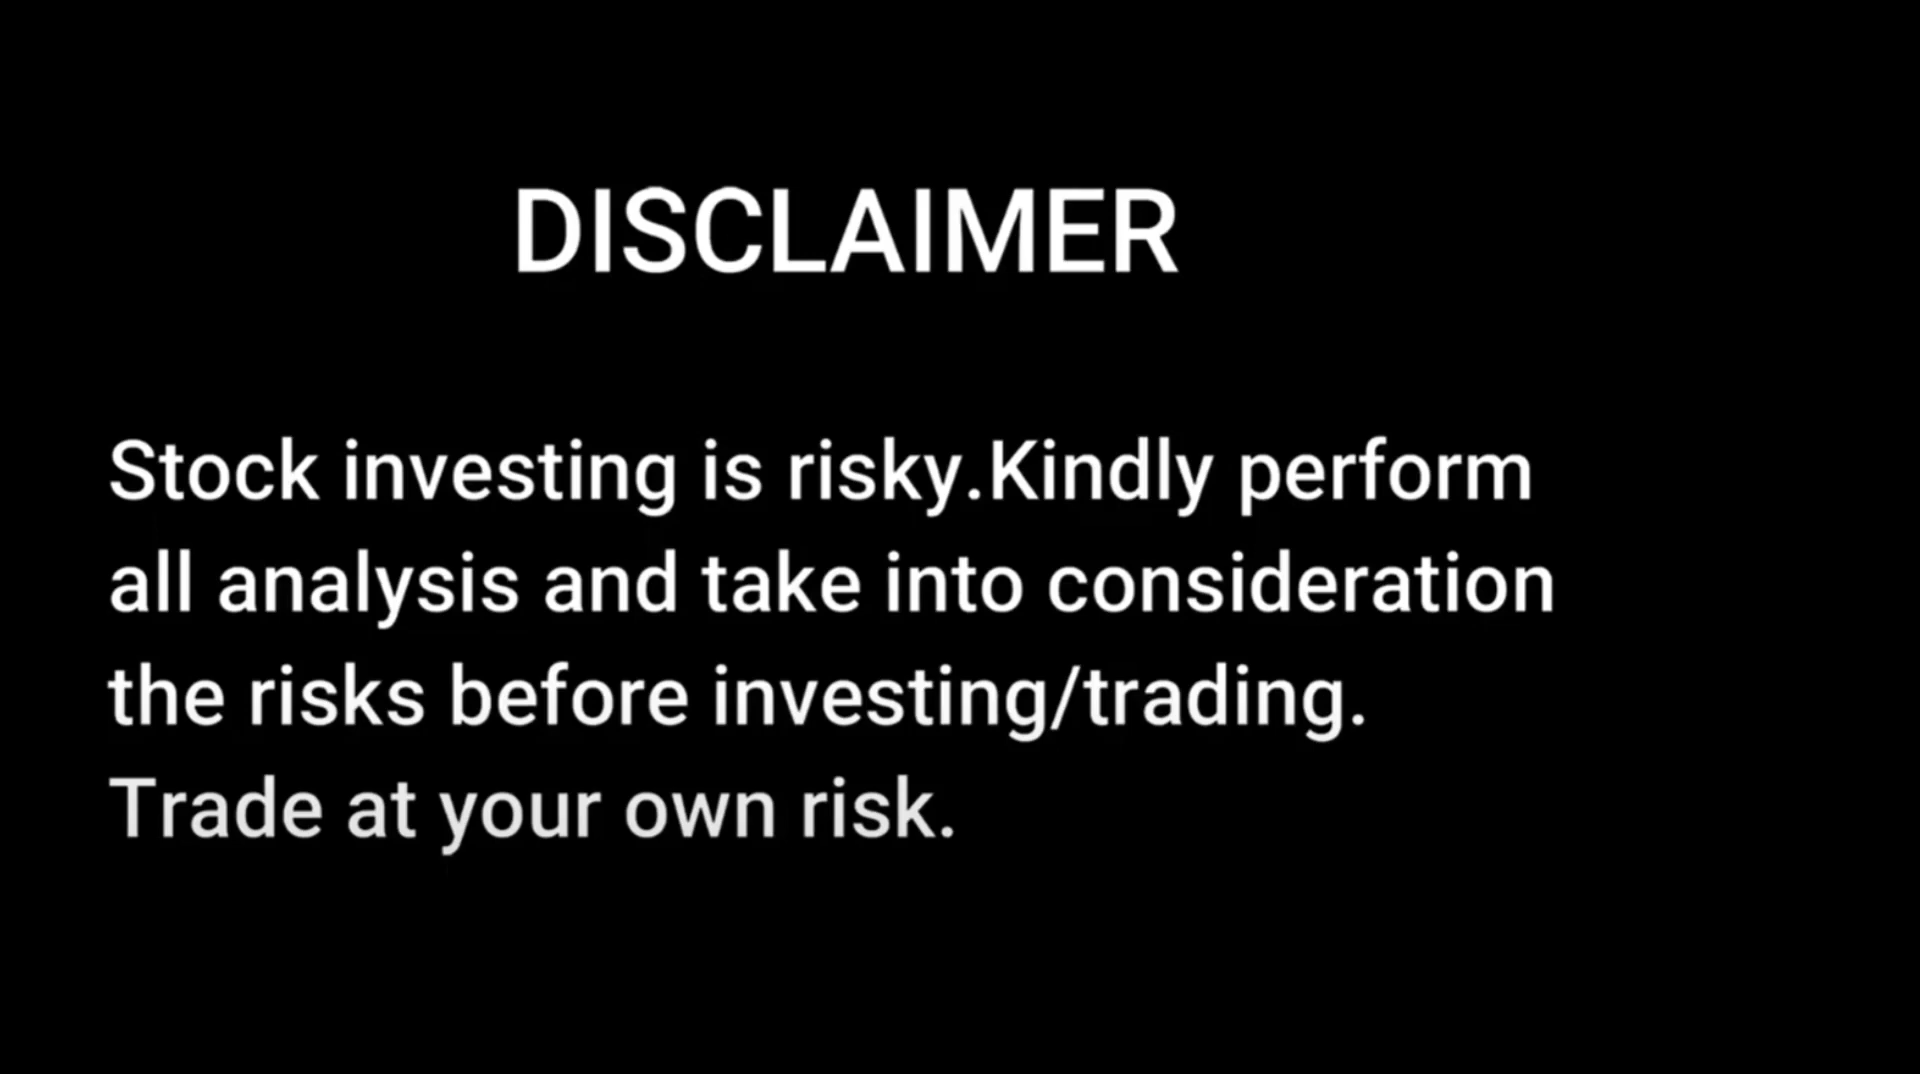 DISCLAIMER
Stock investing is risky.Kindly perform
all analysis and take into consideration
the risks before investing/trading.
Trade at your own risk.